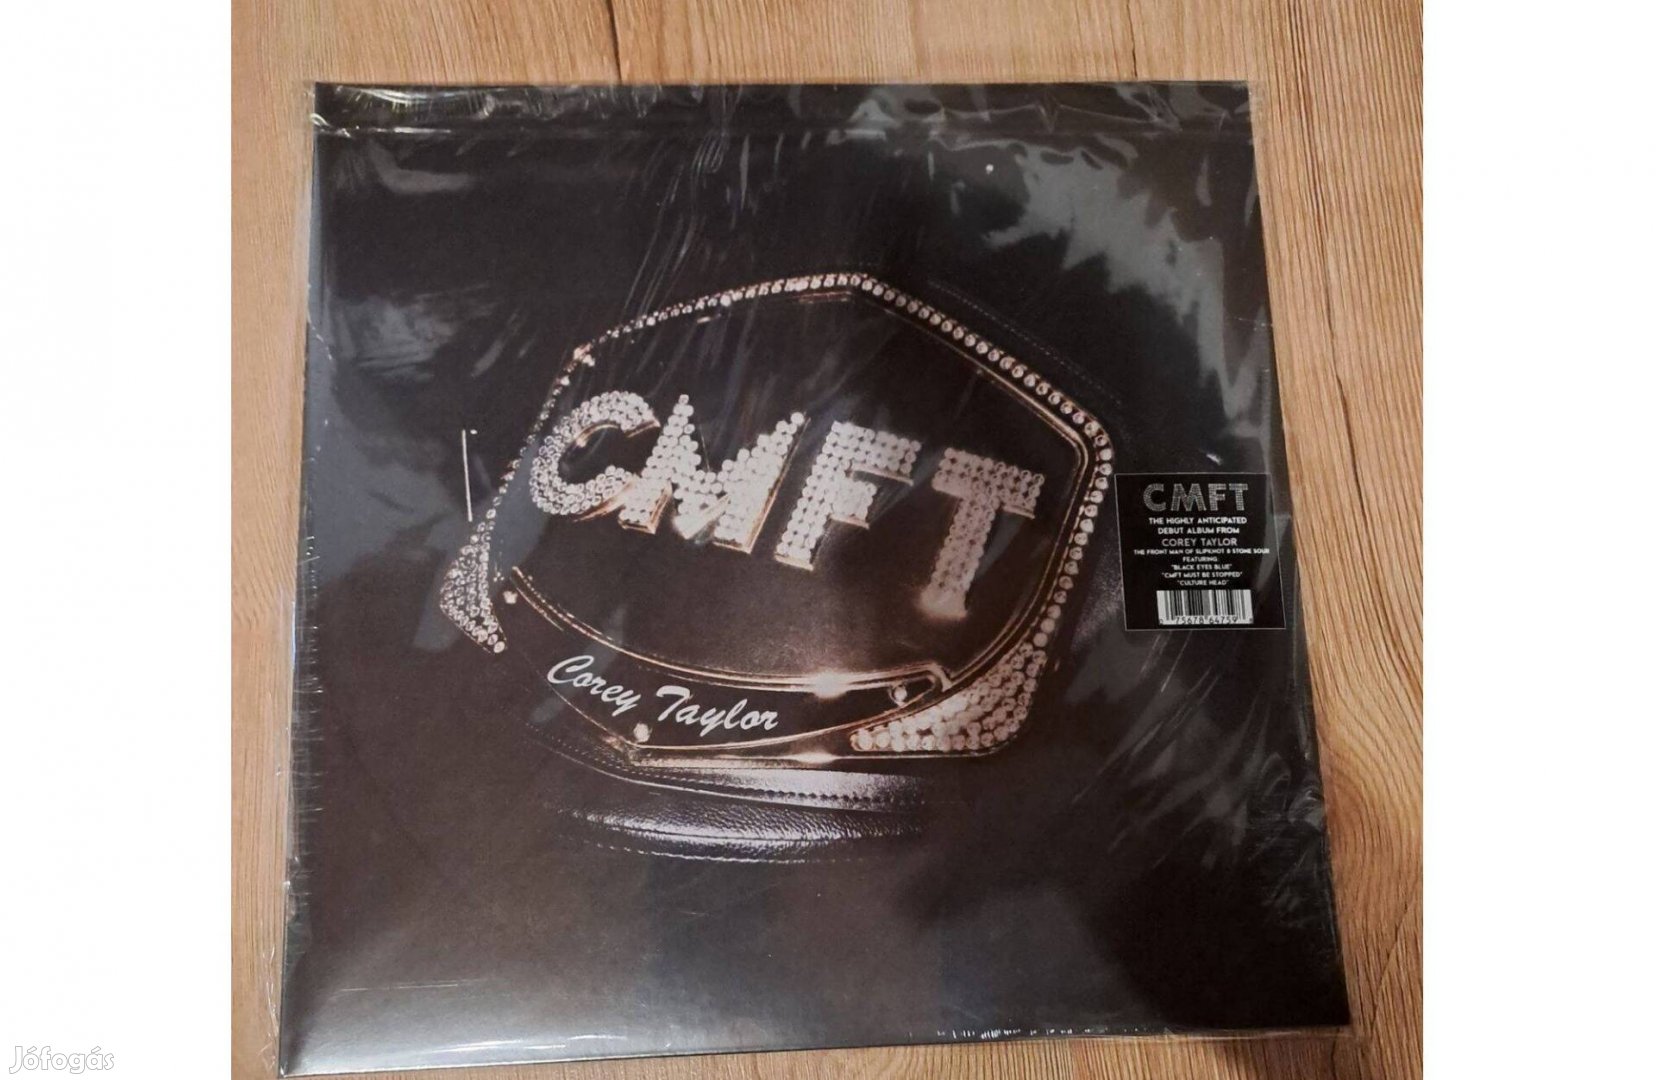 CMFT
Corey Taylor
CMFT
THE HIGHLY ANTICIPATED
DEBUT ALBUM FROM
COREY TAYLOR
THE FRONT MAN OF SLIPKNOT & STONE SOUR
FEATURING
"BLACK EYES BLUE"
"CMFT MUST BE STOPPED"
"CULTURE HEAD"
Jófogás